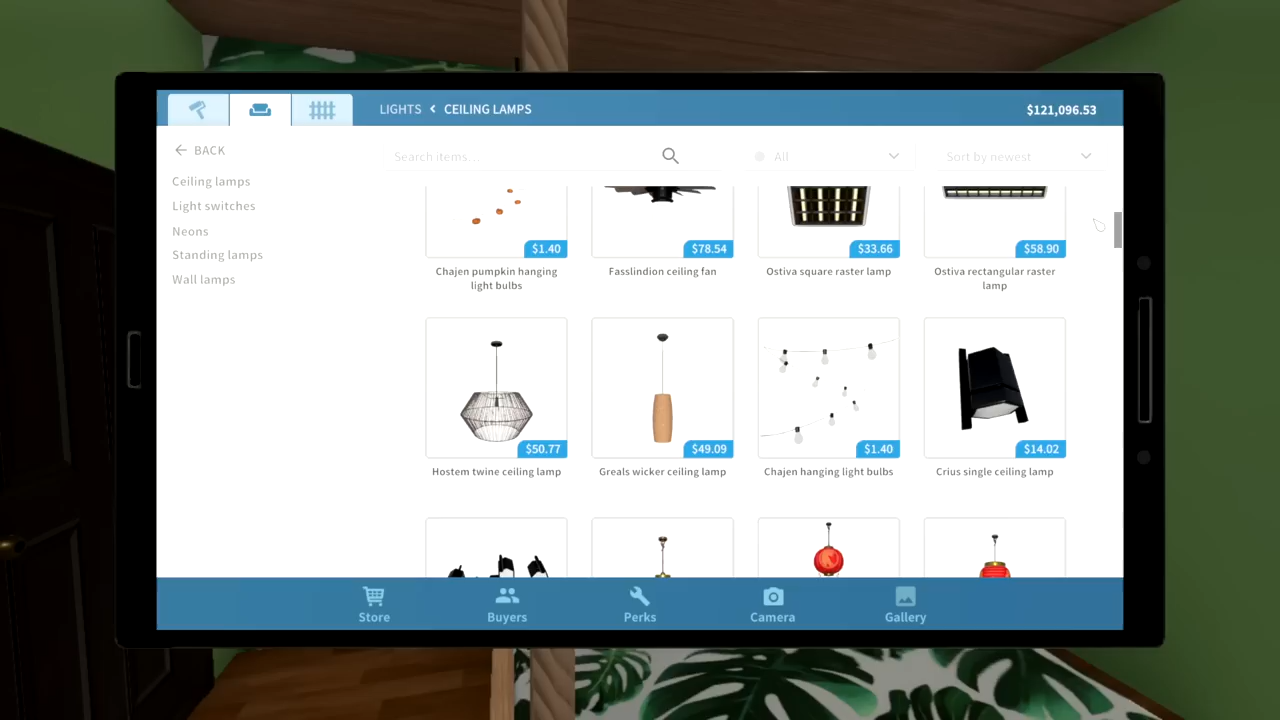 LIGHTS < CEILING LAMPS
$121,096.53
BACK
Search items...
All
Sort by newest
Ceiling lamps
Light switches
Neons
Standing lamps
Wall lamps
$1.40
$78.54
$33.66
$58.90
Chajen pumpkin hanging
light bulbs
Fasslindion ceiling fan
Ostiva square raster lamp
Ostiva rectangular raster
lamp
$50.77
$49.09
$1.40
$14.02
Hostem twine ceiling lamp
Greals wicker ceiling lamp
Chajen hanging light bulbs
Crius single ceiling lamp
Store
Buyers
Perks
Camera
Gallery